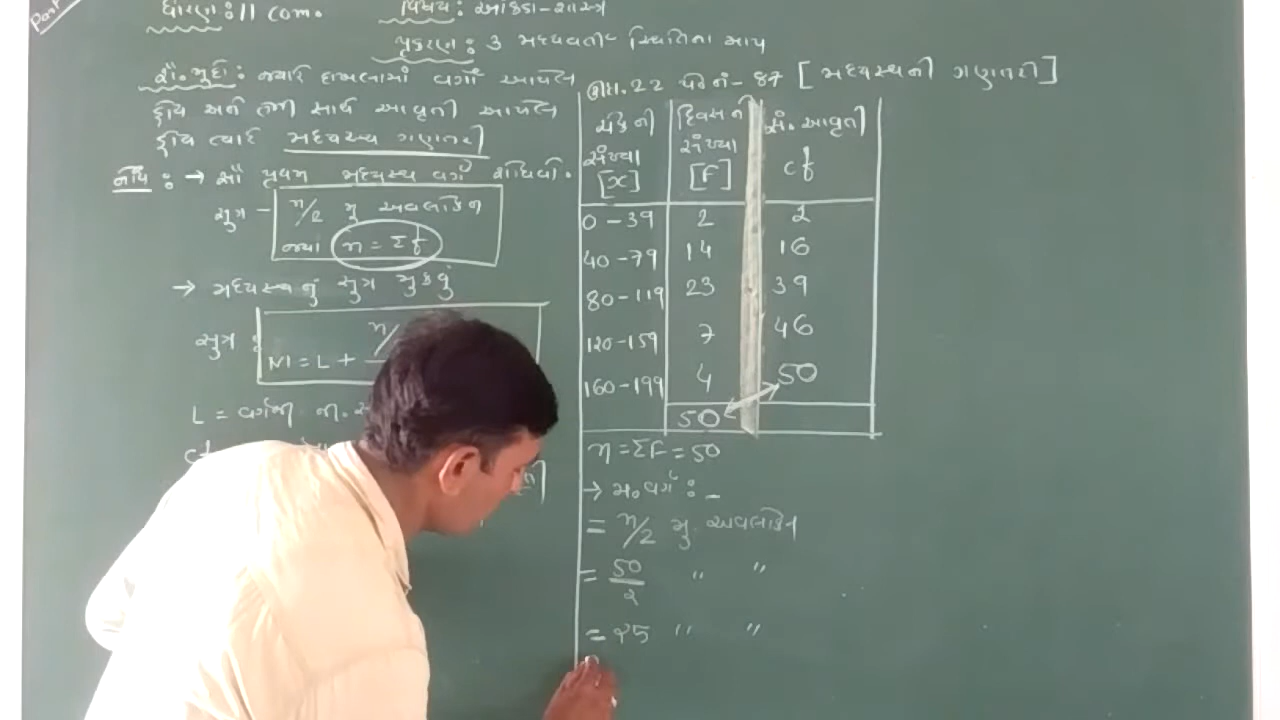 Part
ધોરણ : 11 com.
વિષય : આંકડા-શાસ્ત્ર
પ્રકરણ : 3 મધ્યવર્તી સ્થિતિના માપ
સૈ. મુદ્દો : જ્યારે દાખલામાં વર્ગો આપેલ
હોય અને તેની સાથે આવૃતી આપેલ
હોય ત્યારે મધ્યસ્થ ગણતરી
નોંધ : → સૌ પ્રથમ મધ્યસ્થ વર્ગ શોધવો.
સુત્ર - n/2 મુ અવલોકન
જ્યાં n = Σf
→ મધ્યસ્થનું સુત્ર મુકવું
સુત્ર : M = L + n/
L = વર્ગની
cf
ઉદા. 22 પેજ નં - 87 [ મધ્યસ્થની ગણતરી ]
સંખ્યા [x] દિવસની સંખ્યા [F] સં. આવૃતી cf
0 - 39 2 2
40 - 79 14 16
80 - 119 23 39
120 - 159 7 46
160 - 199 4 50
50
n = ΣF = 50
→ મ. વર્ગ : -
= n/2 મુ. અવલોકન
= 50/2 " "
= 25 " "